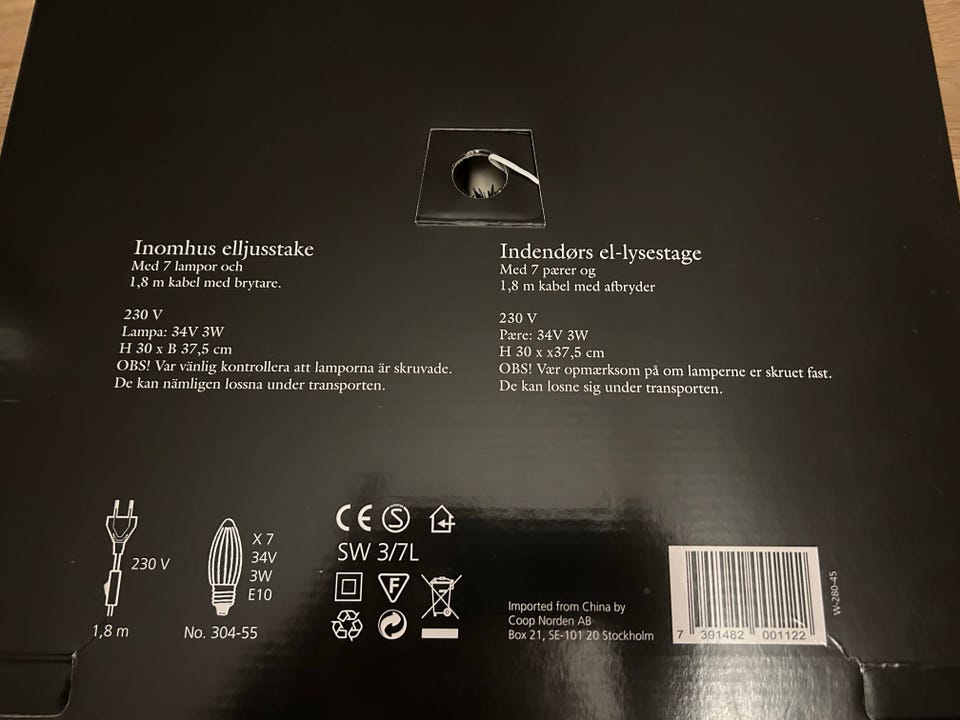 Inomhus elljusstake
Med 7 lampor och
1,8 m kabel med brytare.
230 V
Lampa: 34V 3W
H 30 x B 37,5 cm
OBS! Var vänlig kontrollera att lamporna är skruvade.
De kan nämligen lossna under transporten.
Indendørs el-lysestage
Med 7 pærer og
1,8 m kabel med afbryder
230 V
Pære: 34V 3W
H 30 x x37,5 cm
OBS! Vær opmærksom på om lamperne er skruet fast.
De kan losne sig under transporten.
230 V
1,8 m
X 7
34V
3W
E10
No. 304-55
CE S
SW 3/7L
F
Imported from China by
Coop Norden AB
Box 21, SE-101 20 Stockholm
7 391482 001122
W-280-45